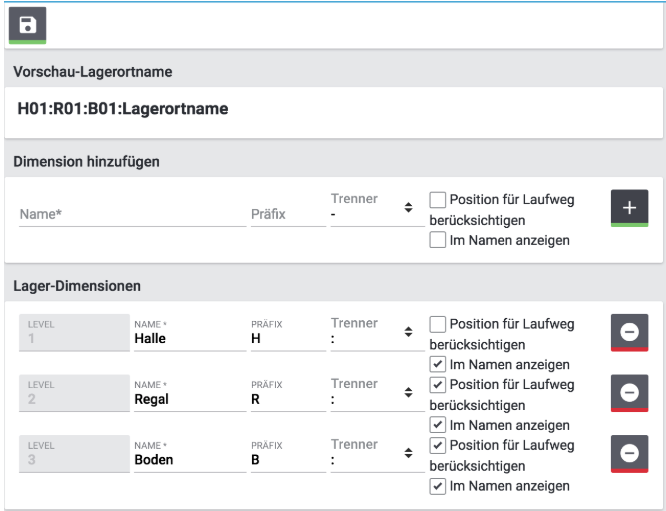 Vorschau-Lagerortname
H01:R01:B01:Lagerortname
Dimension hinzufügen
Name*
Präfix
Trenner
-
Position für Laufweg
berücksichtigen
Im Namen anzeigen
Lager-Dimensionen
LEVEL
1
NAME *
Halle
PRÄFIX
H
Trenner
:
Position für Laufweg
berücksichtigen
Im Namen anzeigen
LEVEL
2
NAME *
Regal
PRÄFIX
R
Trenner
:
Position für Laufweg
berücksichtigen
Im Namen anzeigen
LEVEL
3
NAME *
Boden
PRÄFIX
B
Trenner
:
Position für Laufweg
berücksichtigen
Im Namen anzeigen